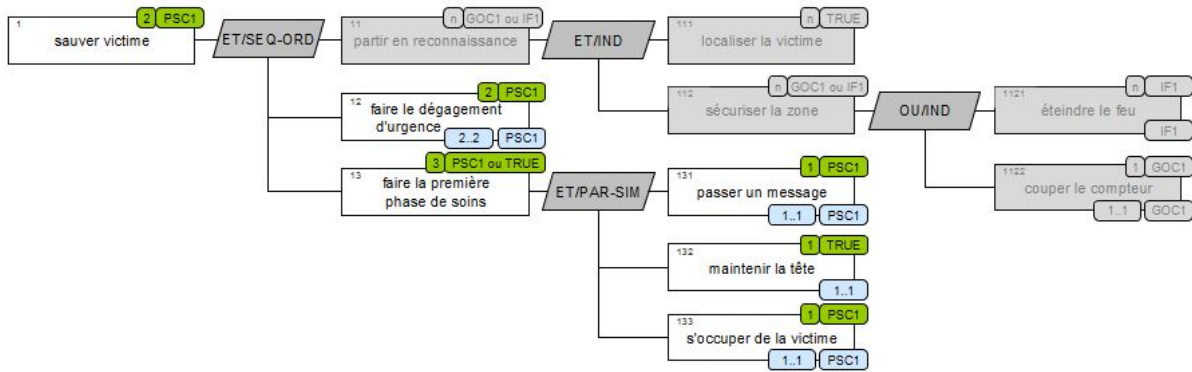 1
2 PSC1
sauver victime
ET/SEQ-ORD
11
n GOC1 ou IF1
partir en reconnaissance
ET/IND
111
n TRUE
localiser la victime
12
2 PSC1
faire le dégagement
d'urgence
2..2 PSC1
112
n GOC1 ou IF1
sécuriser la zone
OU/IND
1121
n IF1
éteindre le feu
IF1
13
3 PSC1 ou TRUE
faire la première
phase de soins
ET/PAR-SIM
131
1 PSC1
passer un message
1..1 PSC1
1122
1 GOC1
couper le compteur
1..1 GOC1
132
1 TRUE
maintenir la tête
1..1
133
1 PSC1
s'occuper de la victime
1..1 PSC1